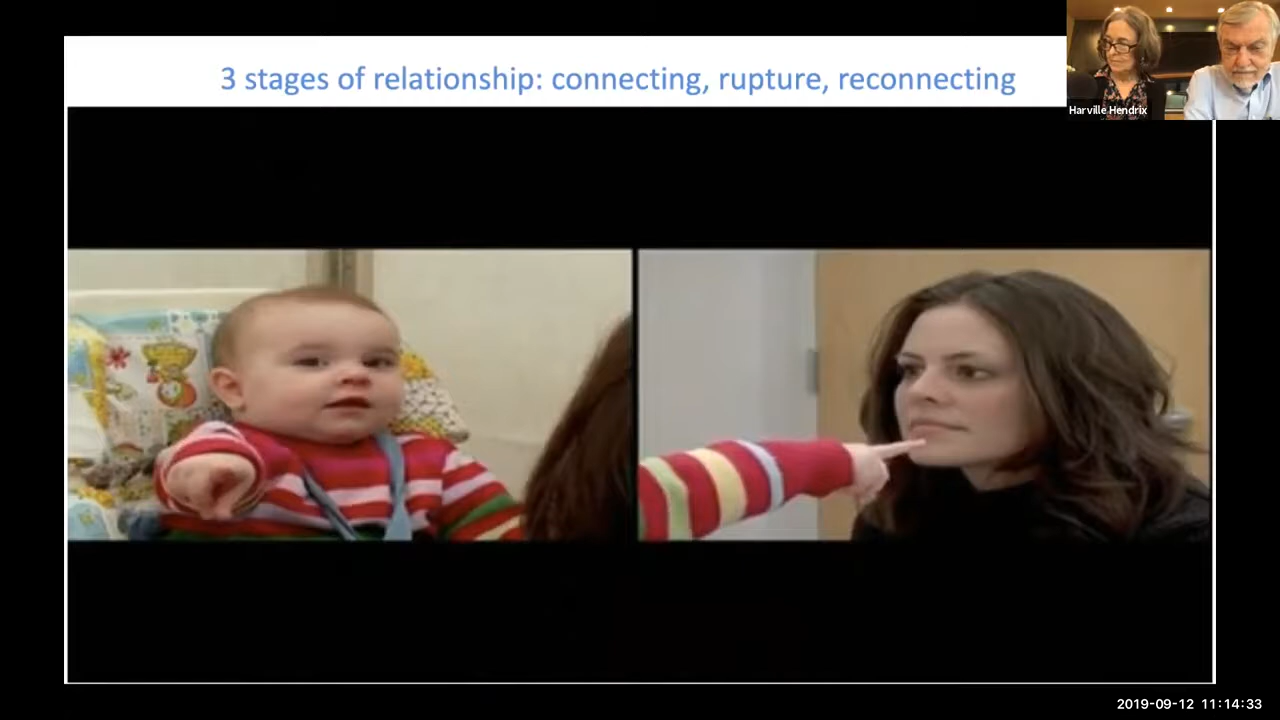 3 stages of relationship: connecting, rupture, reconnecting
Harville Hendrix
2019-09-12 11:14:33